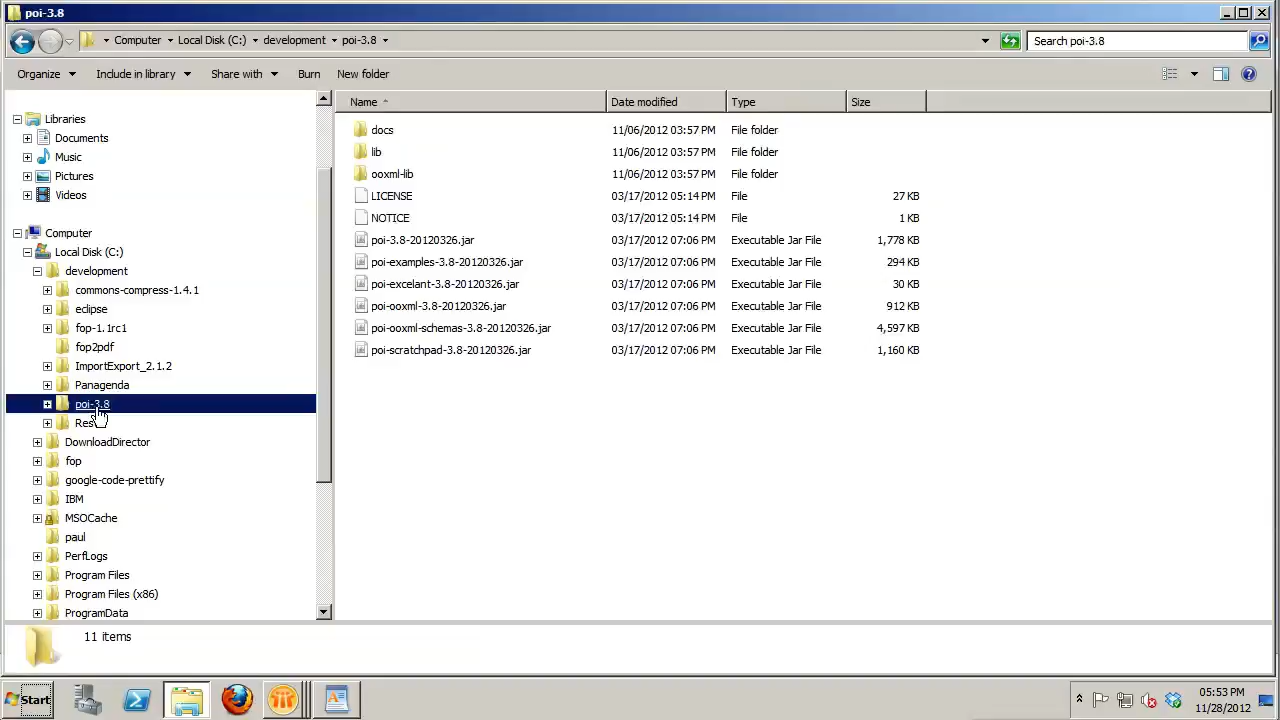 poi-3.8
Computer Local Disk (C:) development poi-3.8
Search poi-3.8
Organize Include in library Share with Burn New folder
Name Date modified Type Size
Libraries
Documents
Music
Pictures
Videos
Computer
Local Disk (C:)
development
commons-compress-1.4.1
eclipse
fop-1.1rc1
fop2pdf
ImportExport_2.1.2
Panagenda
poi-3.8
Res
DownloadDirector
fop
google-code-prettify
IBM
MSOCache
paul
PerfLogs
Program Files
Program Files (x86)
ProgramData
docs 11/06/2012 03:57 PM File folder
lib 11/06/2012 03:57 PM File folder
ooxml-lib 11/06/2012 03:57 PM File folder
LICENSE 03/17/2012 05:14 PM File 27 KB
NOTICE 03/17/2012 05:14 PM File 1 KB
poi-3.8-20120326.jar 03/17/2012 07:06 PM Executable Jar File 1,778 KB
poi-examples-3.8-20120326.jar 03/17/2012 07:06 PM Executable Jar File 294 KB
poi-excelant-3.8-20120326.jar 03/17/2012 07:06 PM Executable Jar File 30 KB
poi-ooxml-3.8-20120326.jar 03/17/2012 07:06 PM Executable Jar File 912 KB
poi-ooxml-schemas-3.8-20120326.jar 03/17/2012 07:06 PM Executable Jar File 4,597 KB
poi-scratchpad-3.8-20120326.jar 03/17/2012 07:06 PM Executable Jar File 1,160 KB
11 items
Start
05:53 PM
11/28/2012